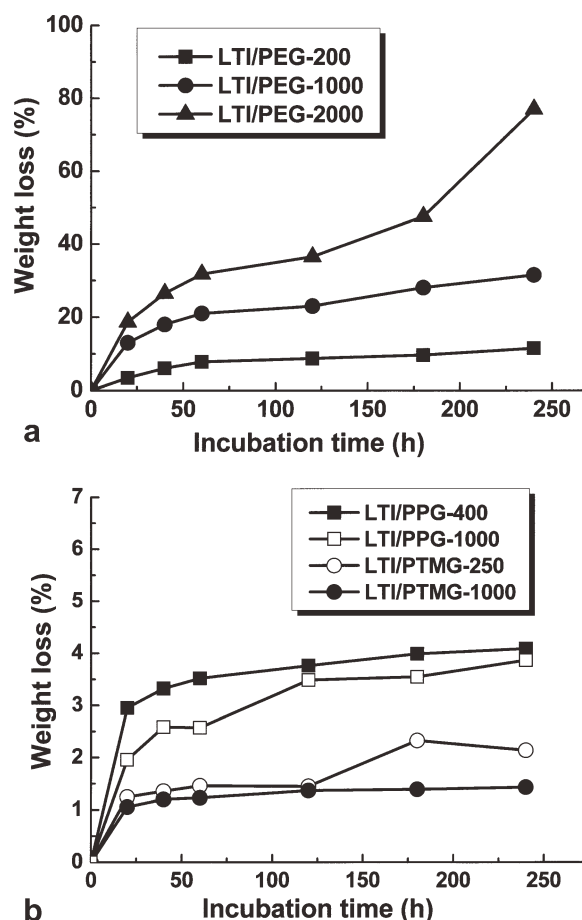 100
80
60
40
20
0
Weight loss (%)
LTI/PEG-200
LTI/PEG-1000
LTI/PEG-2000
0 50 100 150 200 250
Incubation time (h)
a
7
6
5
4
3
2
1
0
Weight loss (%)
LTI/PPG-400
LTI/PPG-1000
LTI/PTMG-250
LTI/PTMG-1000
0 50 100 150 200 250
Incubation time (h)
b